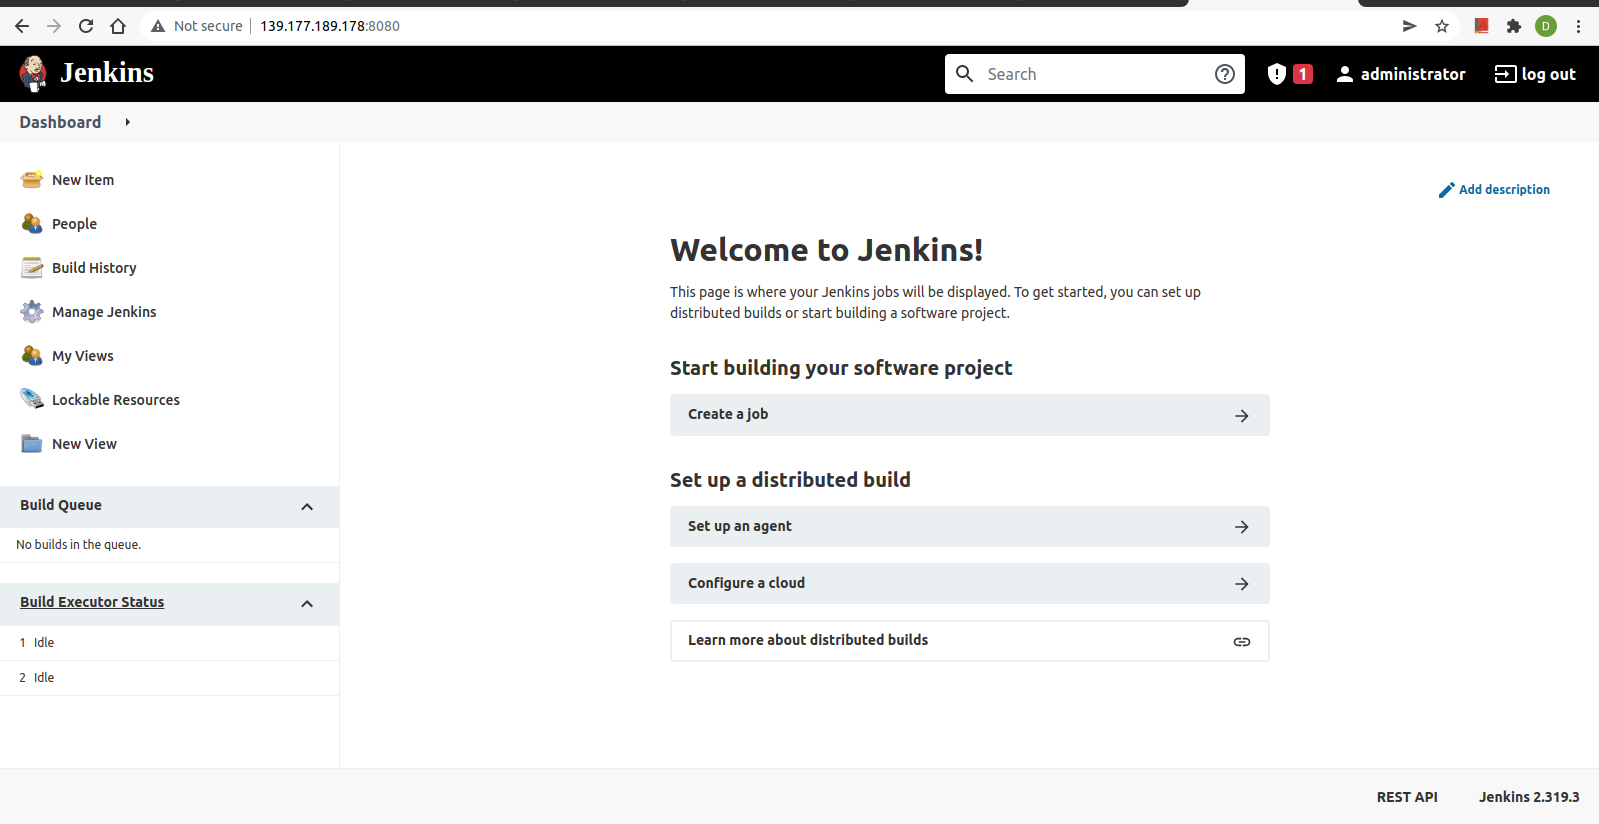 Not secure 139.177.189.178:8080
D
Jenkins
Search
1
administrator
log out
Dashboard
New Item
People
Build History
Manage Jenkins
My Views
Lockable Resources
New View
Build Queue
No builds in the queue.
Build Executor Status
1 Idle
2 Idle
Add description
Welcome to Jenkins!
This page is where your Jenkins jobs will be displayed. To get started, you can set up
distributed builds or start building a software project.
Start building your software project
Create a job
Set up a distributed build
Set up an agent
Configure a cloud
Learn more about distributed builds
REST API
Jenkins 2.319.3